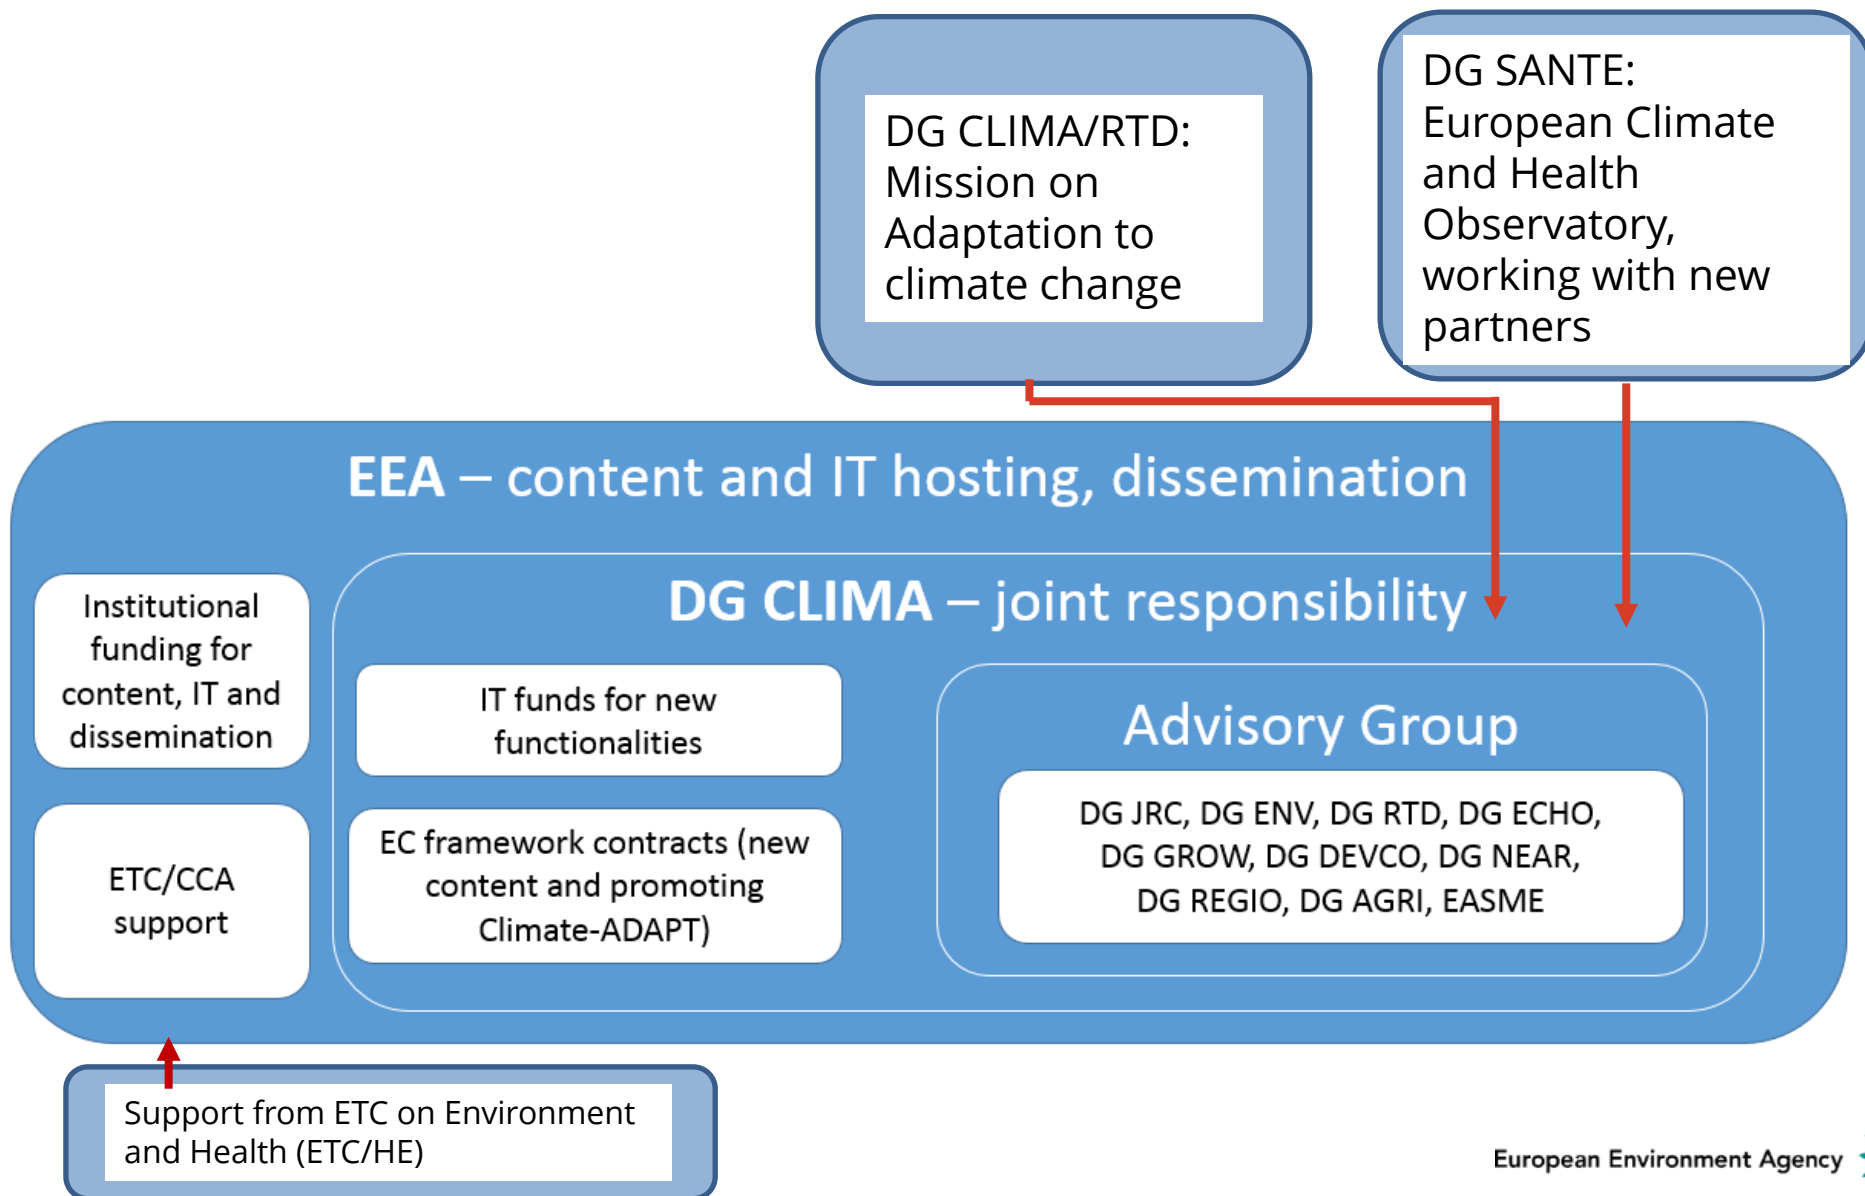 DG CLIMA/RTD:
Mission on
Adaptation to
climate change
DG SANTE:
European Climate
and Health
Observatory,
working with new
partners
EEA – content and IT hosting, dissemination
Institutional
funding for
content, IT and
dissemination
ETC/CCA
support
DG CLIMA – joint responsibility
IT funds for new
functionalities
EC framework contracts (new
content and promoting
Climate-ADAPT)
Advisory Group
DG JRC, DG ENV, DG RTD, DG ECHO,
DG GROW, DG DEVCO, DG NEAR,
DG REGIO, DG AGRI, EASME
Support from ETC on Environment
and Health (ETC/HE)
European Environment Agency